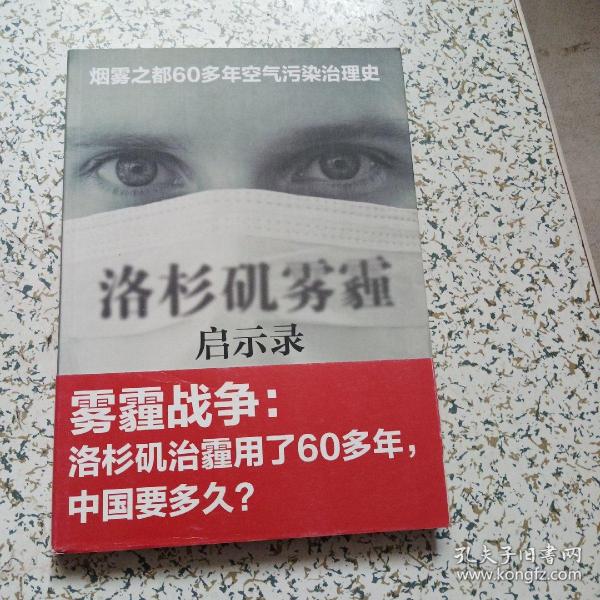 烟雾之都60多年空气污染治理史
洛杉矶雾霾
启示录
雾霾战争：
洛杉矶治霾用了60多年，
中国要多久？
孔夫子旧书网
www.kongfz.com